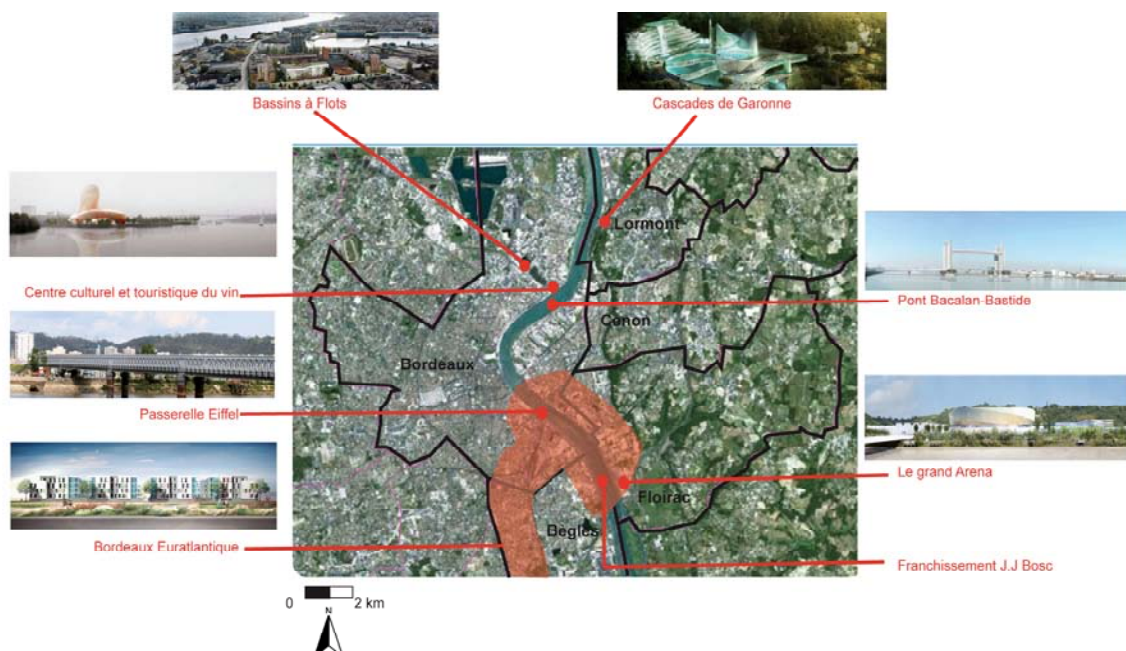 Bassins à Flots
Cascades de Garonne
Lormont
Centre culturel et touristique du vin
Pont Bacalan-Bastide
Cenon
Bordeaux
Passerelle Eiffel
Le grand Arena
Floirac
Bègles
Bordeaux Euratlantique
Franchissement J.J Bosc
0 2 km
N